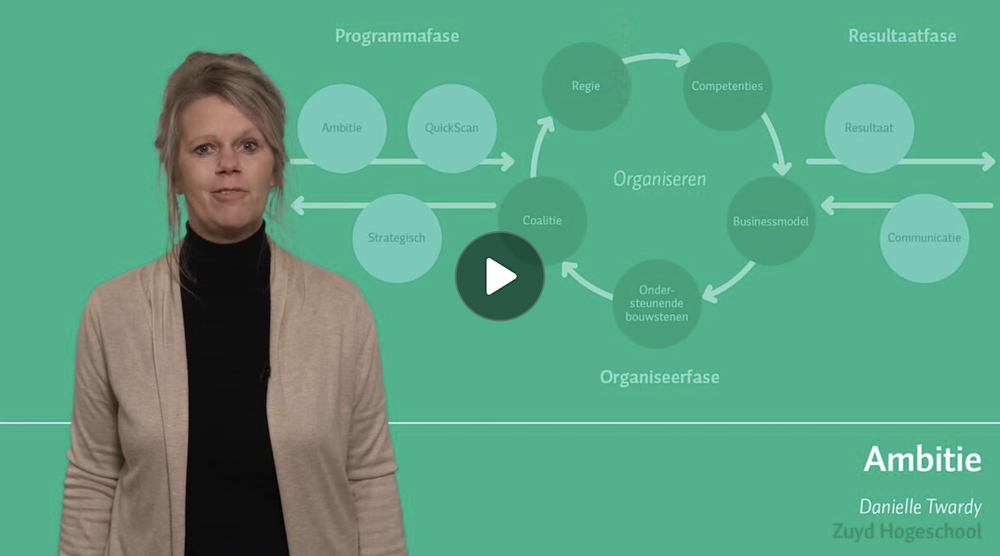 Programmafase
Resultaatfase
Regie
Competenties
Ambitie
QuickScan
Resultaat
Organiseren
Coalitie
Businessmodel
Strategisch
Communicatie
Onder-
steunende
bouwstenen
Organiseerfase
Ambitie
Danielle Twardy
Zuyd Hogeschool